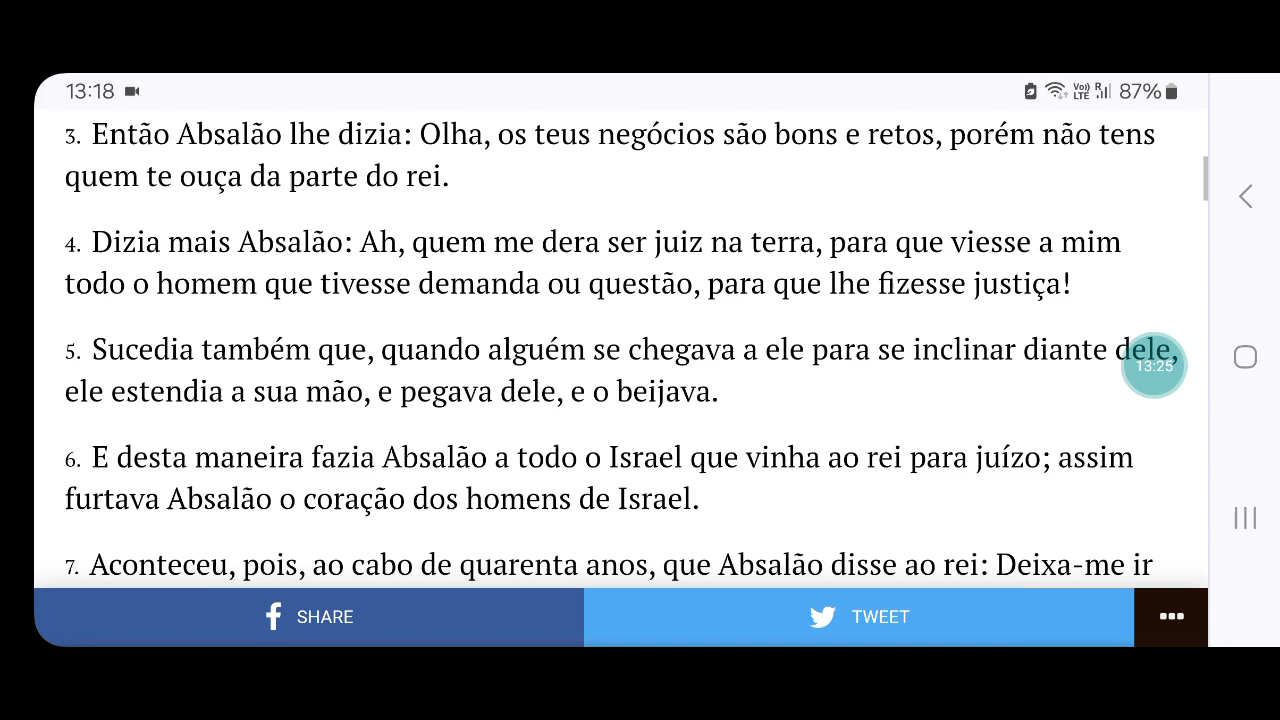 13:18
Vo) R
LTE
87%
3. Então Absalão lhe dizia: Olha, os teus negócios são bons e retos, porém não tens
quem te ouça da parte do rei.
4. Dizia mais Absalão: Ah, quem me dera ser juiz na terra, para que viesse a mim
todo o homem que tivesse demanda ou questão, para que lhe fizesse justiça!
5. Sucedia também que, quando alguém se chegava a ele para se inclinar diante dele,
13:25
ele estendia a sua mão, e pegava dele, e o beijava.
6. E desta maneira fazia Absalão a todo o Israel que vinha ao rei para juízo; assim
furtava Absalão o coração dos homens de Israel.
7. Aconteceu, pois, ao cabo de quarenta anos, que Absalão disse ao rei: Deixa-me ir
SHARE
TWEET